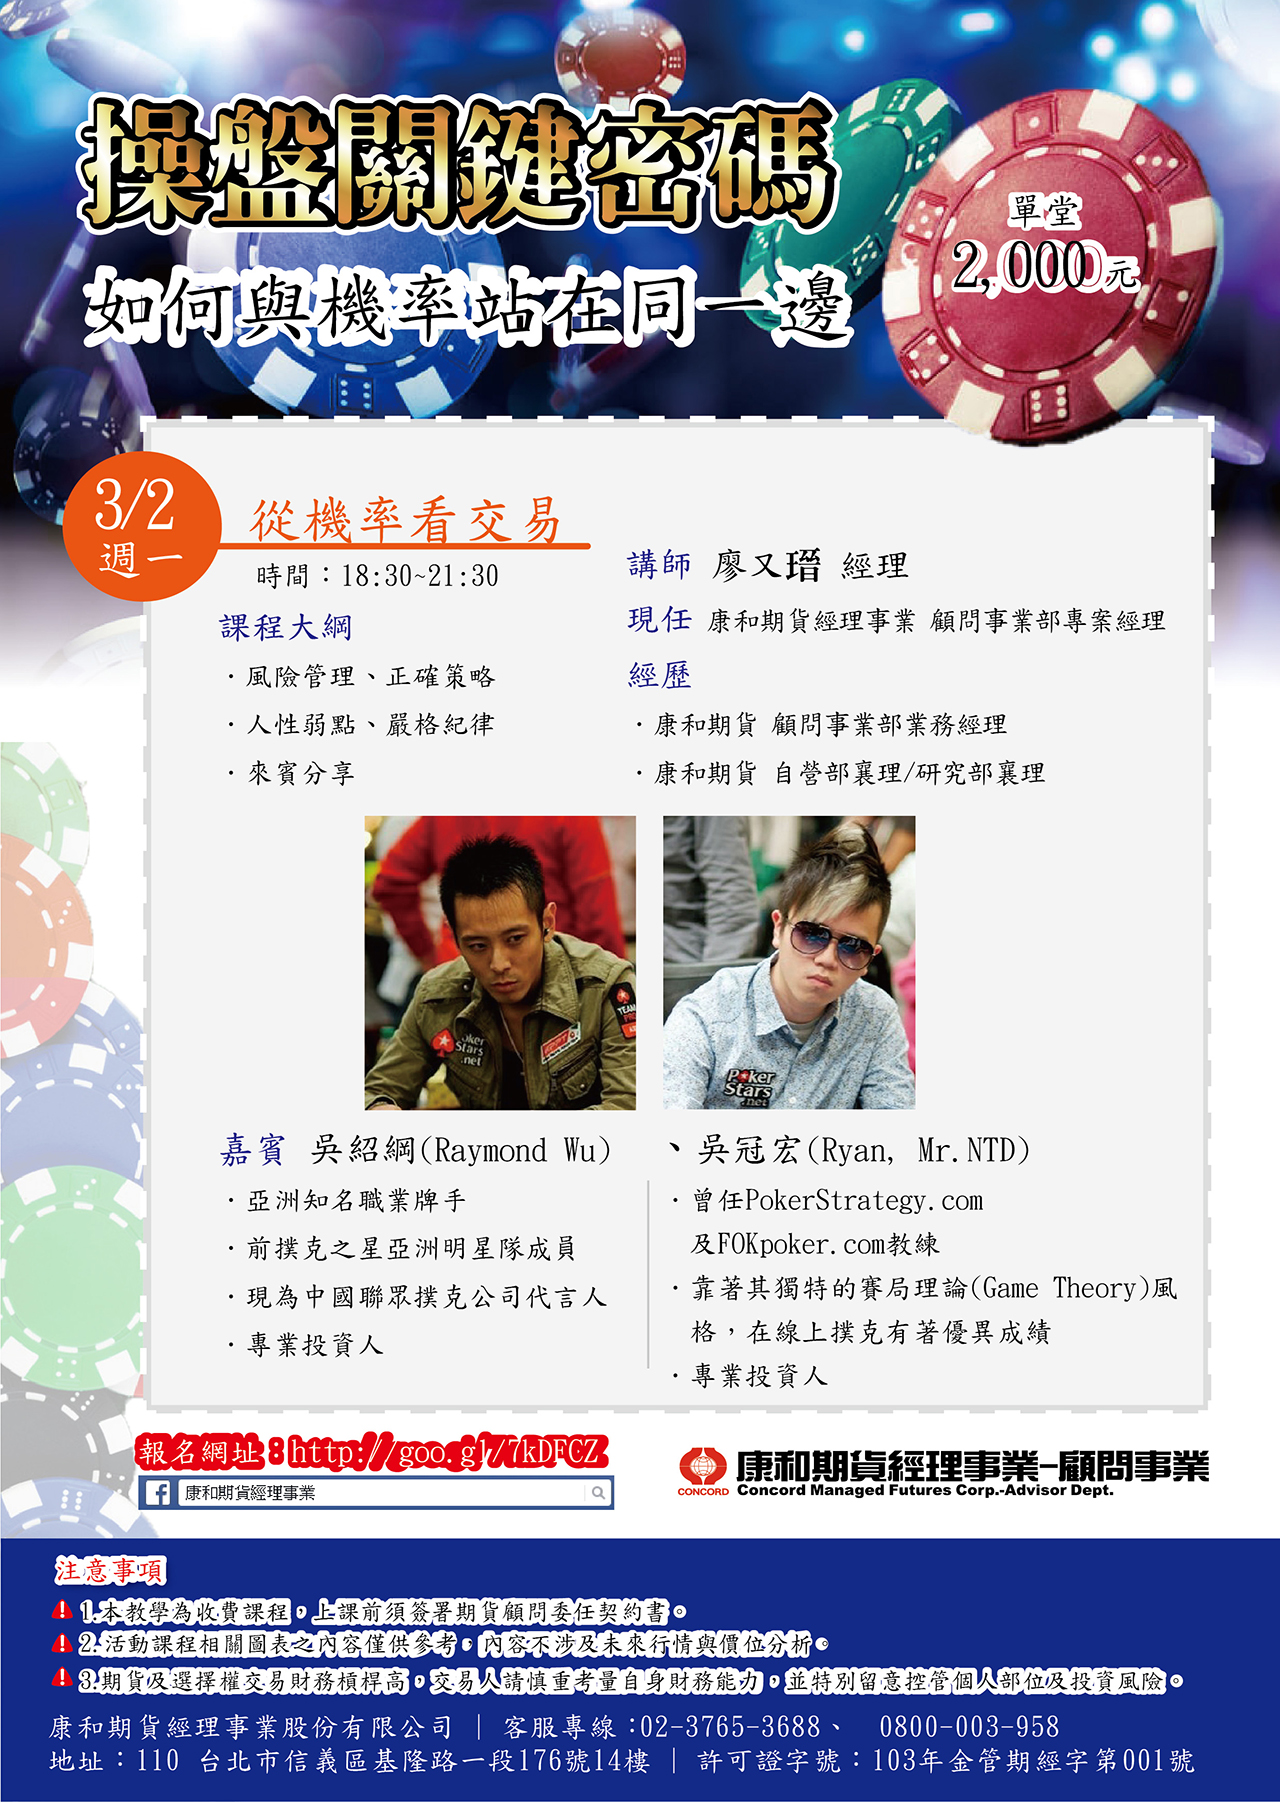 操盤關鍵密碼
如何與機率站在同一邊
單堂
2,000元
3/2
週一
從機率看交易
時間：18:30~21:30
課程大綱
．風險管理、正確策略
．人性弱點、嚴格紀律
．來賓分享
講師 廖又瑨 經理
現任 康和期貨經理事業 顧問事業部專案經理
經歷
．康和期貨 顧問事業部業務經理
．康和期貨 自營部襄理/研究部襄理
TEAM
PRO
Poker
Stars
.net
Poker
Stars
.net
嘉賓 吳紹綱(Raymond Wu)
．亞洲知名職業牌手
．前撲克之星亞洲明星隊成員
．現為中國聯眾撲克公司代言人
．專業投資人
、吳冠宏(Ryan, Mr.NTD)
．曾任PokerStrategy.com
及FOKpoker.com教練
．靠著其獨特的賽局理論(Game Theory)風
格，在線上撲克有著優異成績
．專業投資人
報名網址：http://goo.gl/7kDFCZ
f 康和期貨經理事業
CONCORD
康和期貨經理事業-顧問事業
Concord Managed Futures Corp.-Advisor Dept.
注意事項
1.本教學為收費課程，上課前須簽署期貨顧問委任契約書。
2.活動課程相關圖表之內容僅供參考，內容不涉及未來行情與價位分析。
3.期貨及選擇權交易財務槓桿高，交易人請慎重考量自身財務能力，並特別留意控管個人部位及投資風險。
康和期貨經理事業股份有限公司 | 客服專線：02-3765-3688、 0800-003-958
地址：110 台北市信義區基隆路一段176號14樓 | 許可證字號：103年金管期經字第001號